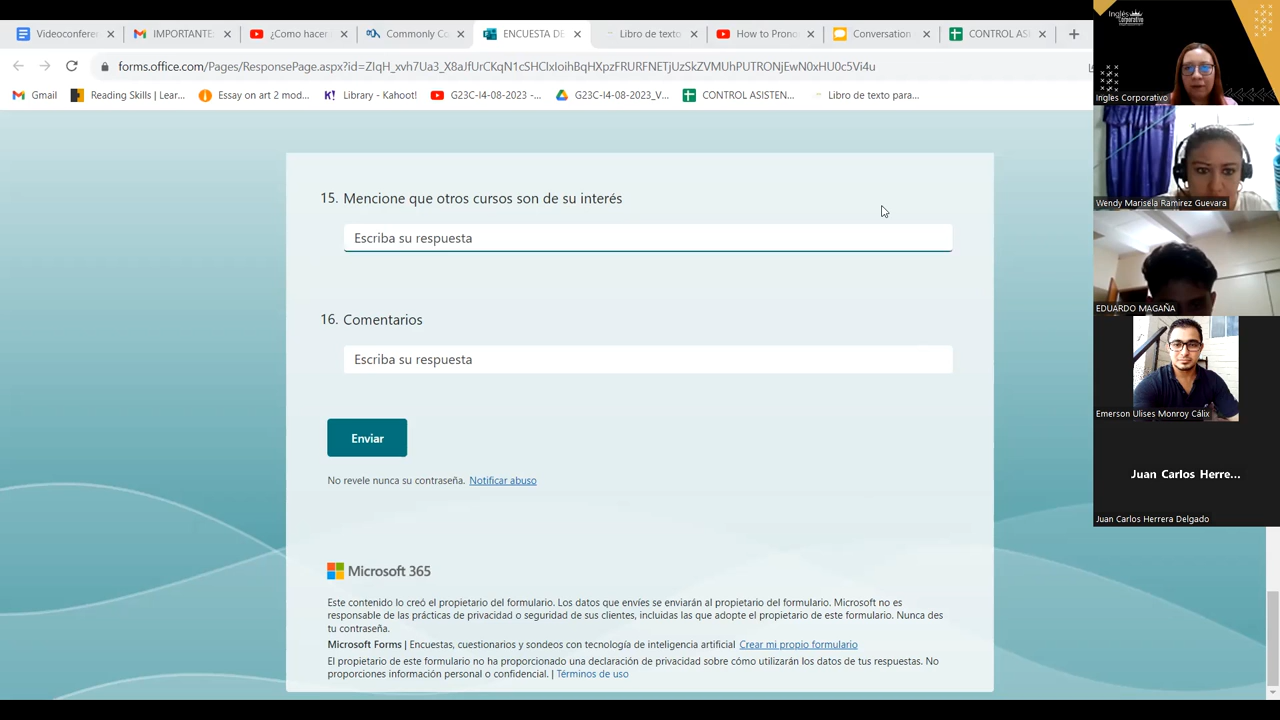 Videoconferen
IMPORTANTE:
¿Como hacer
Commonly Co
ENCUESTA DE
Libro de texto
How to Prono
Conversation
CONTROL AS
forms.office.com/Pages/ResponsePage.aspx?id=ZIqH_xvh7Ua3_X8aJfUrCKqN1cSHCIxIoihBqHXpzFRURFNETjUzSkZVMUhPUTRONjEwN0xHU0c5Vi4u
Gmail
Reading Skills | Lear...
Essay on art 2 mod...
Library - Kano...
G23C-I4-08-2023 -...
G23C-I4-08-2023_V...
CONTROL ASISTEN...
Libro de texto para...
15. Mencione que otros cursos son de su interés
Escriba su respuesta
16. Comentarios
Escriba su respuesta
Enviar
No revele nunca su contraseña. Notificar abuso
Microsoft 365
Este contenido lo creó el propietario del formulario. Los datos que envíes se enviarán al propietario del formulario. Microsoft no es
responsable de las prácticas de privacidad o seguridad de sus clientes, incluidas las que adopte el propietario de este formulario. Nunca des
tu contraseña.
Microsoft Forms | Encuestas, cuestionarios y sondeos con tecnología de inteligencia artificial Crear mi propio formulario
El propietario de este formulario no ha proporcionado una declaración de privacidad sobre cómo utilizarán los datos de tus respuestas. No
proporciones información personal o confidencial. | Términos de uso
Inglés
Corporativo
Ingles Corporativo
Wendy Marisela Ramirez Guevara
EDUARDO MAGAÑA
Emerson Ulises Monroy Cálix
Juan Carlos Herre...
Juan Carlos Herrera Delgado